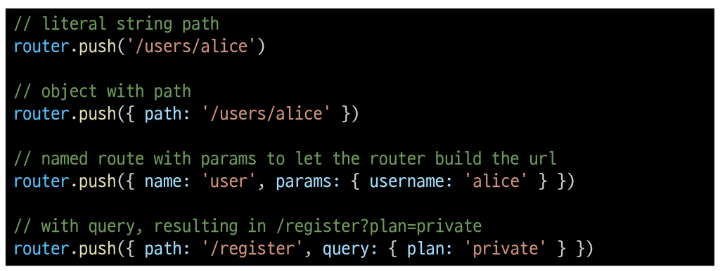 // literal string path
router.push('/users/alice')
// object with path
router.push({ path: '/users/alice' })
// named route with params to let the router build the url
router.push({ name: 'user', params: { username: 'alice' } })
// with query, resulting in /register?plan=private
router.push({ path: '/register', query: { plan: 'private' } })